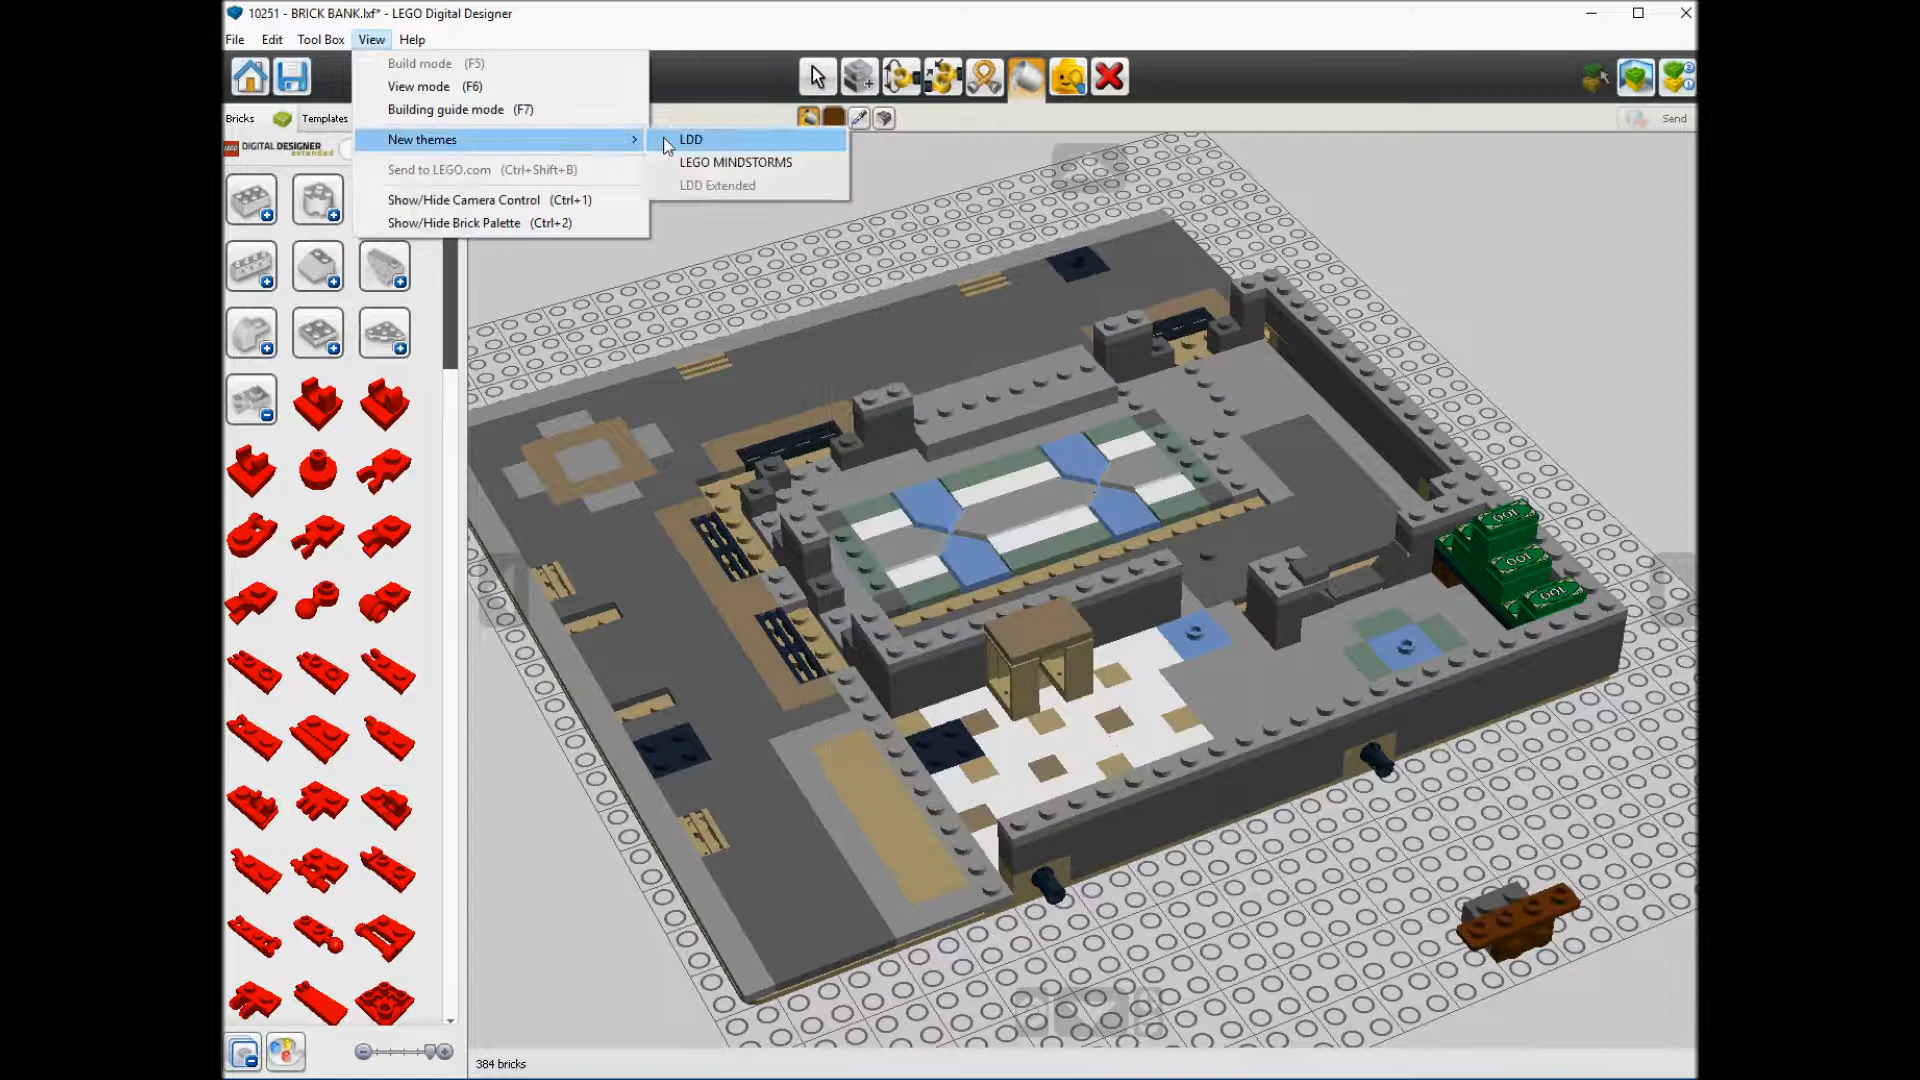 10251 - BRICK BANK.lxf* - LEGO Digital Designer
File Edit Tool Box View Help
Build mode (F5)
View mode (F6)
Building guide mode (F7)
New themes
Send to LEGO.com (Ctrl+Shift+B)
Show/Hide Camera Control (Ctrl+1)
Show/Hide Brick Palette (Ctrl+2)
LDD
LEGO MINDSTORMS
LDD Extended
Bricks Templates
Send
LEGO DIGITAL DESIGNER
extended
100
100
100
384 bricks